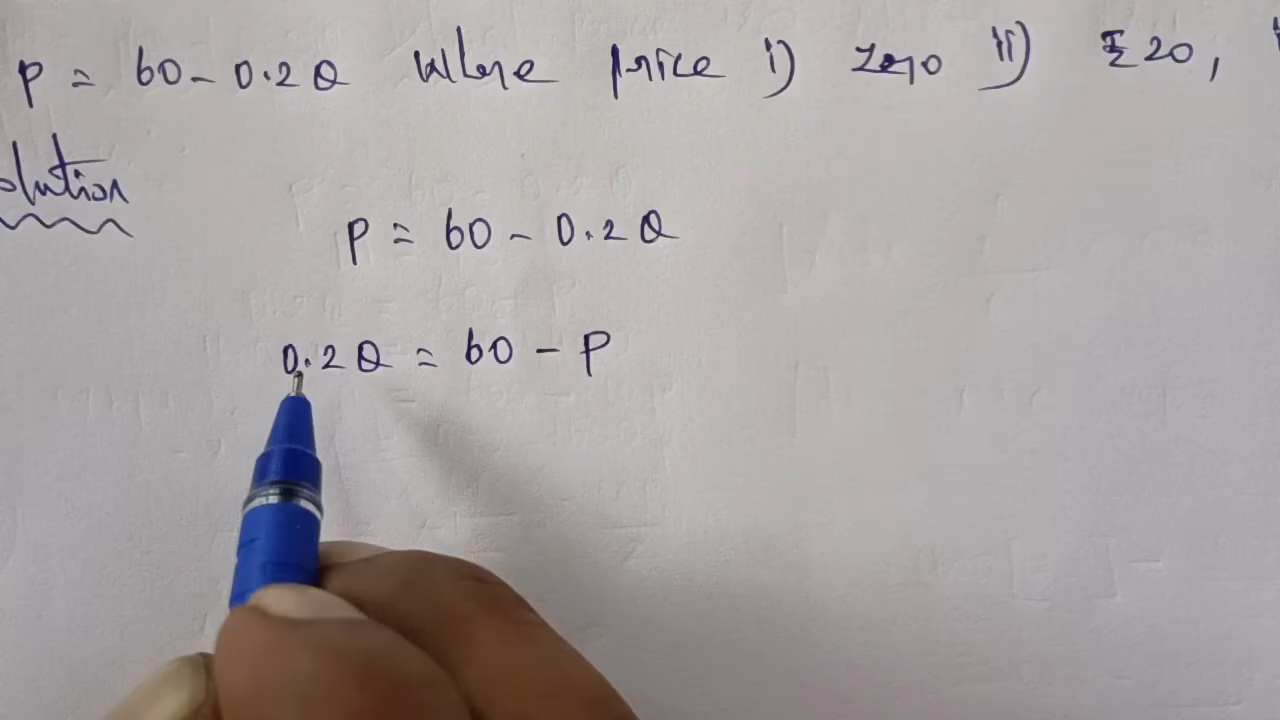 P = 60 - 0.2Q where price i) zero ii) ₹20,
olution
P = 60 - 0.2Q
0.2Q = 60 - P